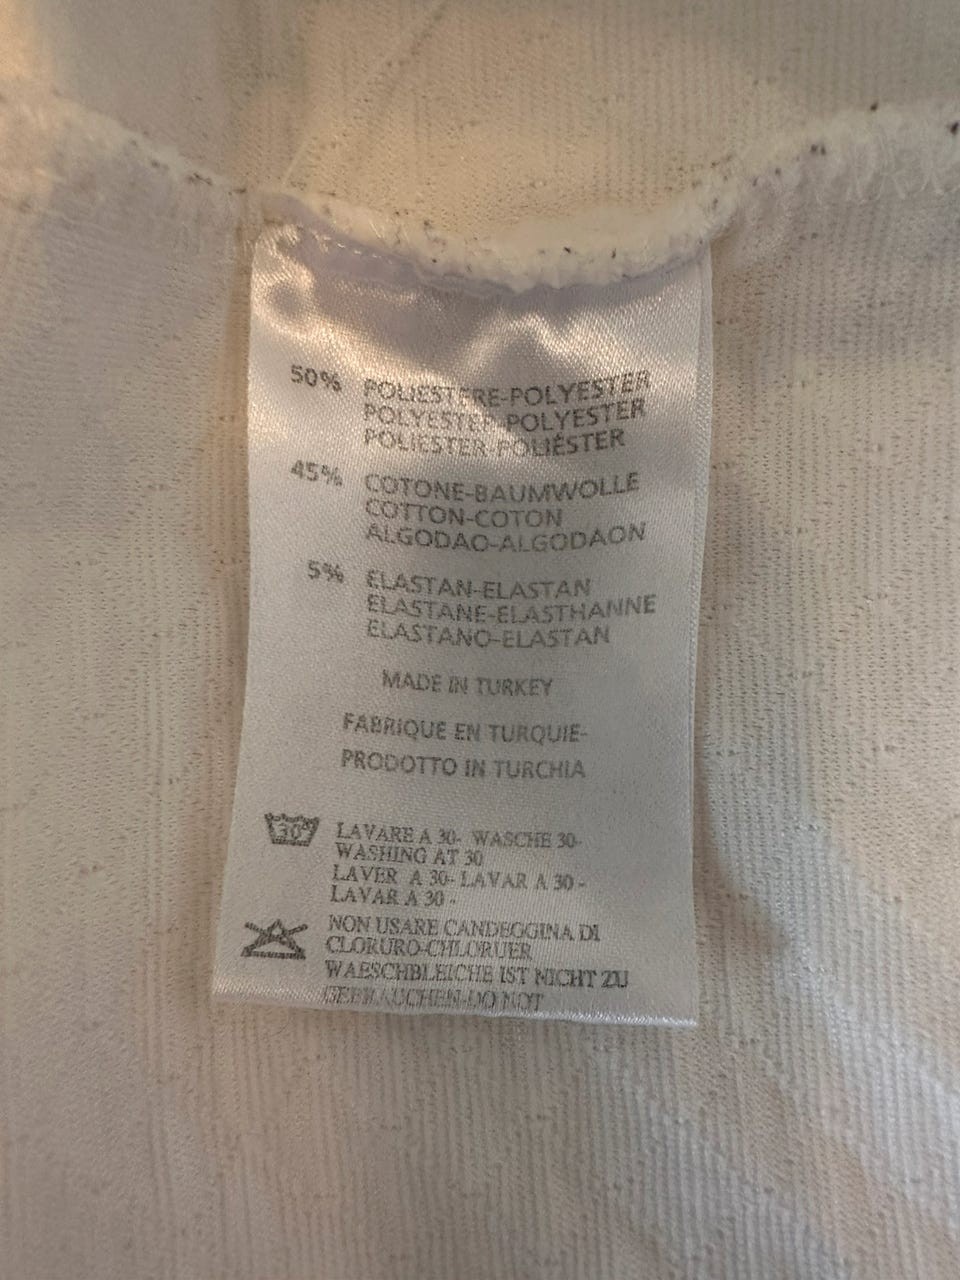 50% POLIESTERE-POLYESTER
POLYESTER-POLYESTER
POLIESTER-POLIÉSTER
45% COTONE-BAUMWOLLE
COTTON-COTON
ALGODAO-ALGODAON
5% ELASTAN-ELASTAN
ELASTANE-ELASTHANNE
ELASTANO-ELASTAN
MADE IN TURKEY
FABRIQUE EN TURQUIE-
PRODOTTO IN TURCHIA
30° LAVARE A 30- WASCHE 30-
WASHING AT 30
LAVER A 30- LAVAR A 30 -
LAVAR A 30 -
NON USARE CANDEGGINA DI
CLORURO-CHLORUER
WAESCHBLEICHE IST NICHT ZU
GEBRAUCHEN-DO NOT